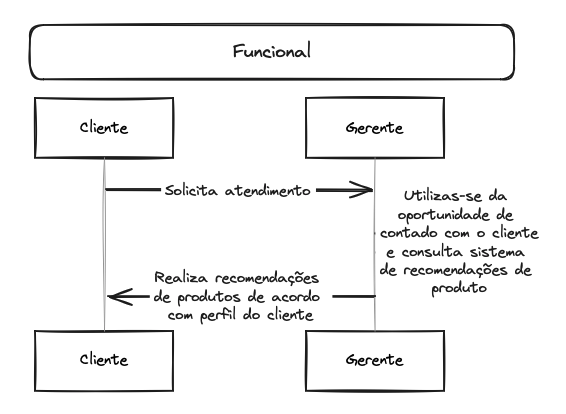 Funcional
Cliente
Gerente
Solicita atendimento
Utilizas-se da
oportunidade de
contado com o cliente
e consulta sistema
de recomendações de
produto
Realiza recomendações
de produtos de acordo
com perfil do cliente
Cliente
Gerente